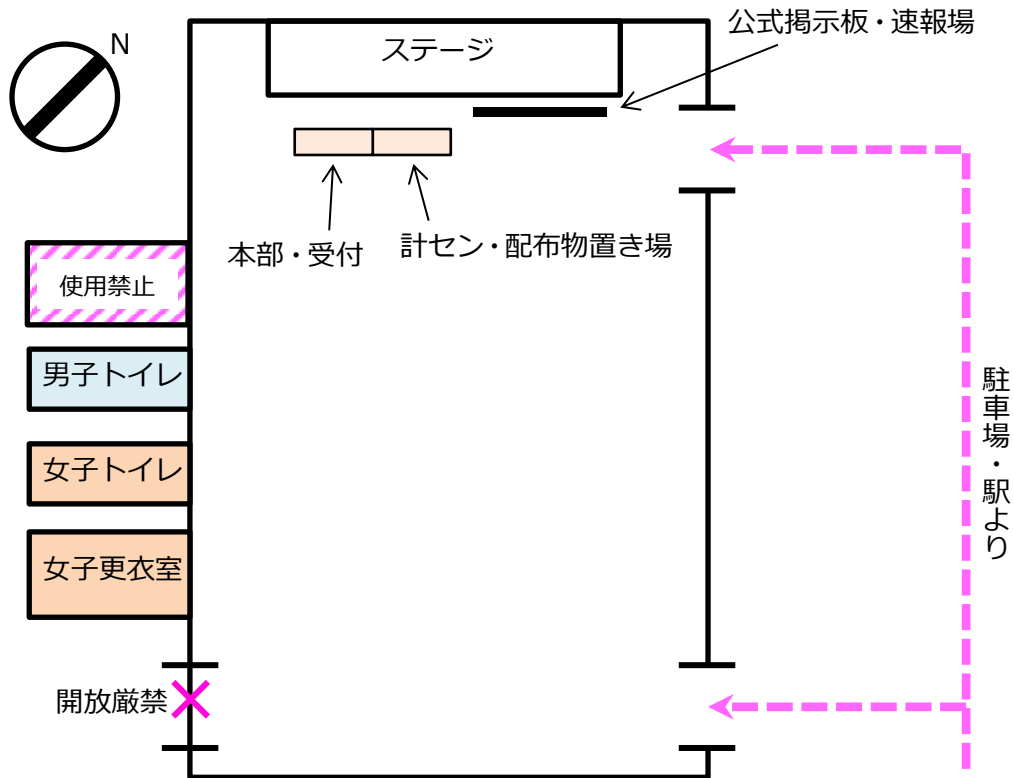 公式掲示板・速報場
N
ステージ
本部・受付
計セン・配布物置き場
使用禁止
男子トイレ
女子トイレ
女子更衣室
開放厳禁
駐車場・駅より